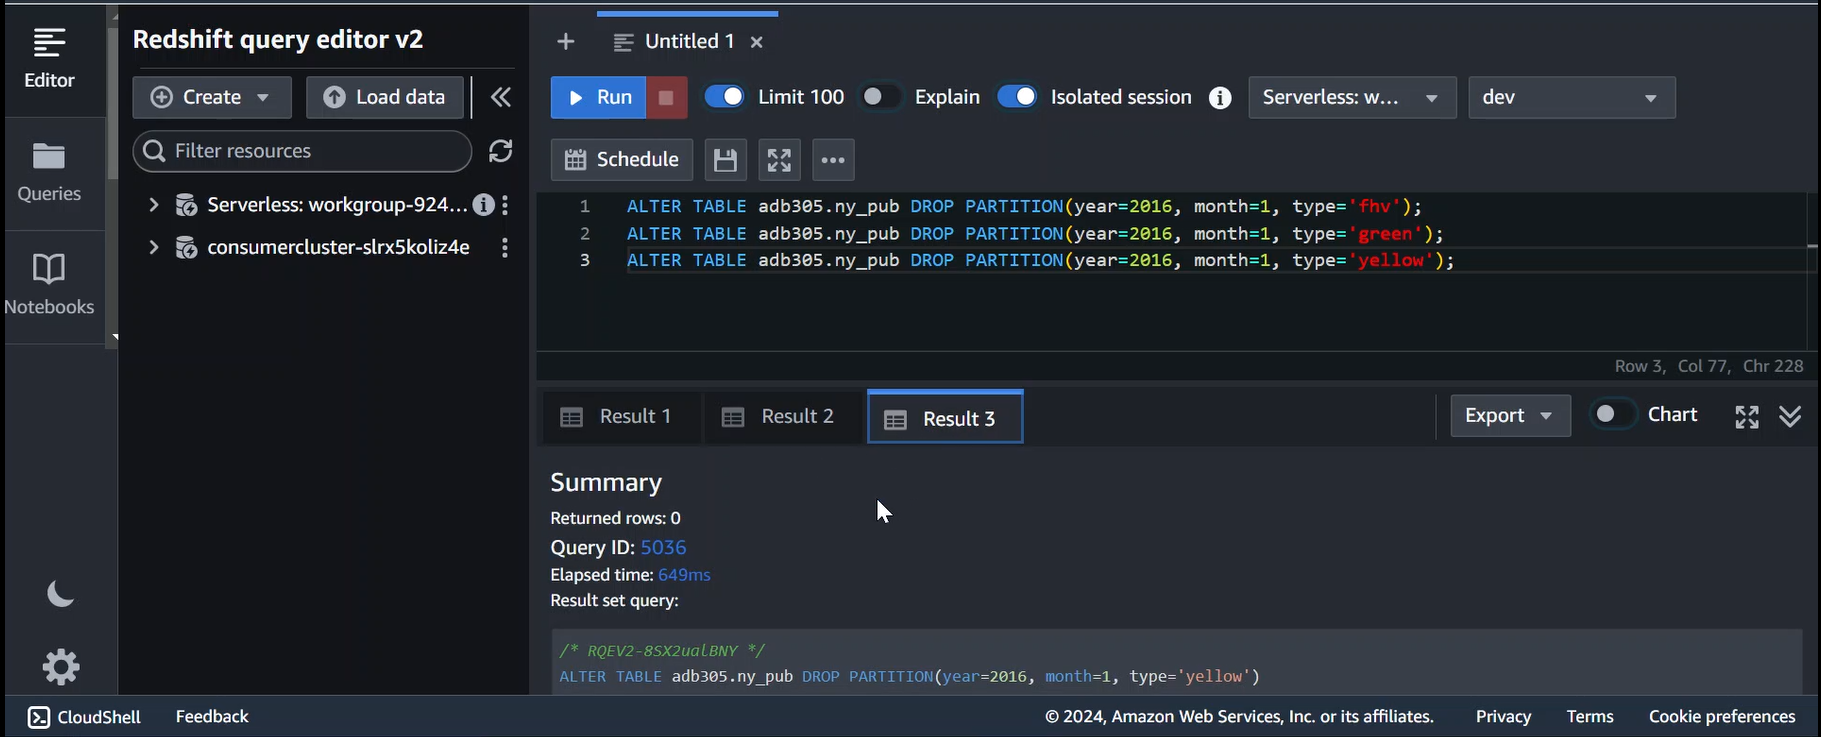 Editor
Queries
Notebooks
Redshift query editor v2
Create
Load data
Filter resources
Serverless: workgroup-924...
consumercluster-slrx5koliz4e
Untitled 1
Run
Limit 100
Explain
Isolated session
Serverless: w...
dev
Schedule
1 ALTER TABLE adb305.ny_pub DROP PARTITION(year=2016, month=1, type='fhv');
2 ALTER TABLE adb305.ny_pub DROP PARTITION(year=2016, month=1, type='green');
3 ALTER TABLE adb305.ny_pub DROP PARTITION(year=2016, month=1, type='yellow');
Row 3, Col 77, Chr 228
Result 1
Result 2
Result 3
Export
Chart
Summary
Returned rows: 0
Query ID: 5036
Elapsed time: 649ms
Result set query:
/* RQEV2-8SX2ualBNY */
ALTER TABLE adb305.ny_pub DROP PARTITION(year=2016, month=1, type='yellow')
CloudShell
Feedback
© 2024, Amazon Web Services, Inc. or its affiliates.
Privacy
Terms
Cookie preferences